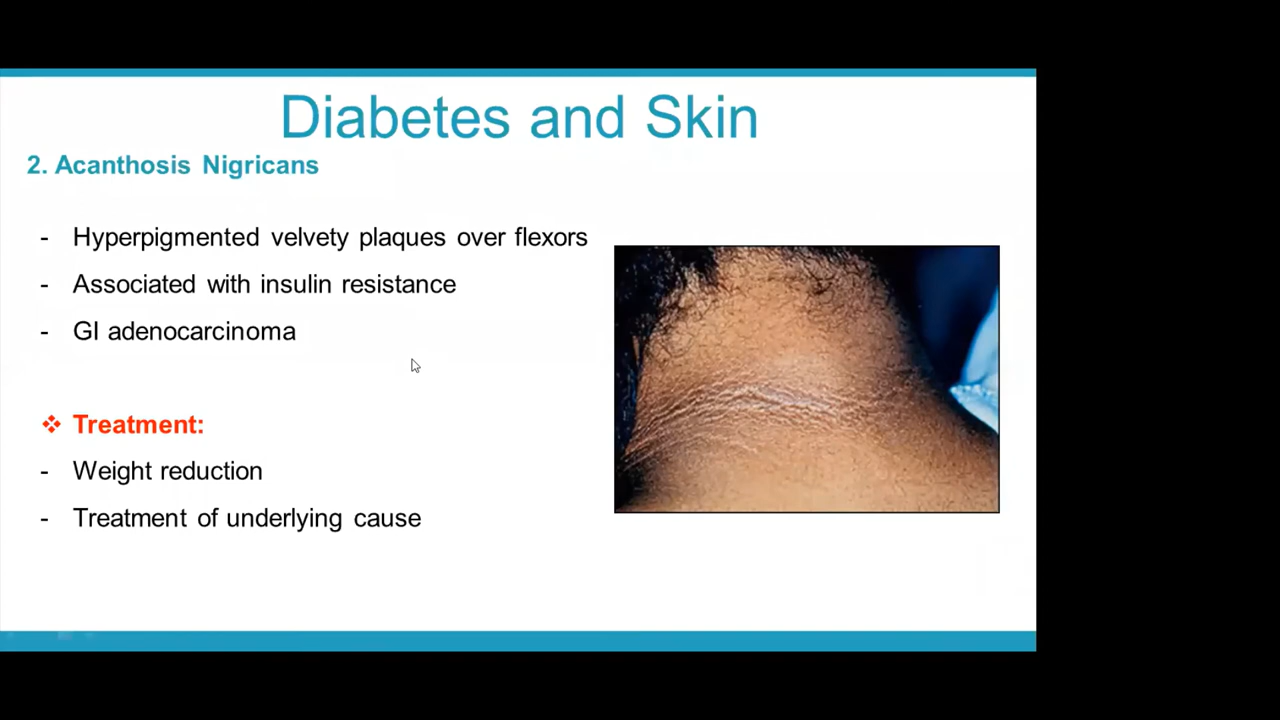 Diabetes and Skin
2. Acanthosis Nigricans
- Hyperpigmented velvety plaques over flexors
- Associated with insulin resistance
- GI adenocarcinoma
❖ Treatment:
- Weight reduction
- Treatment of underlying cause